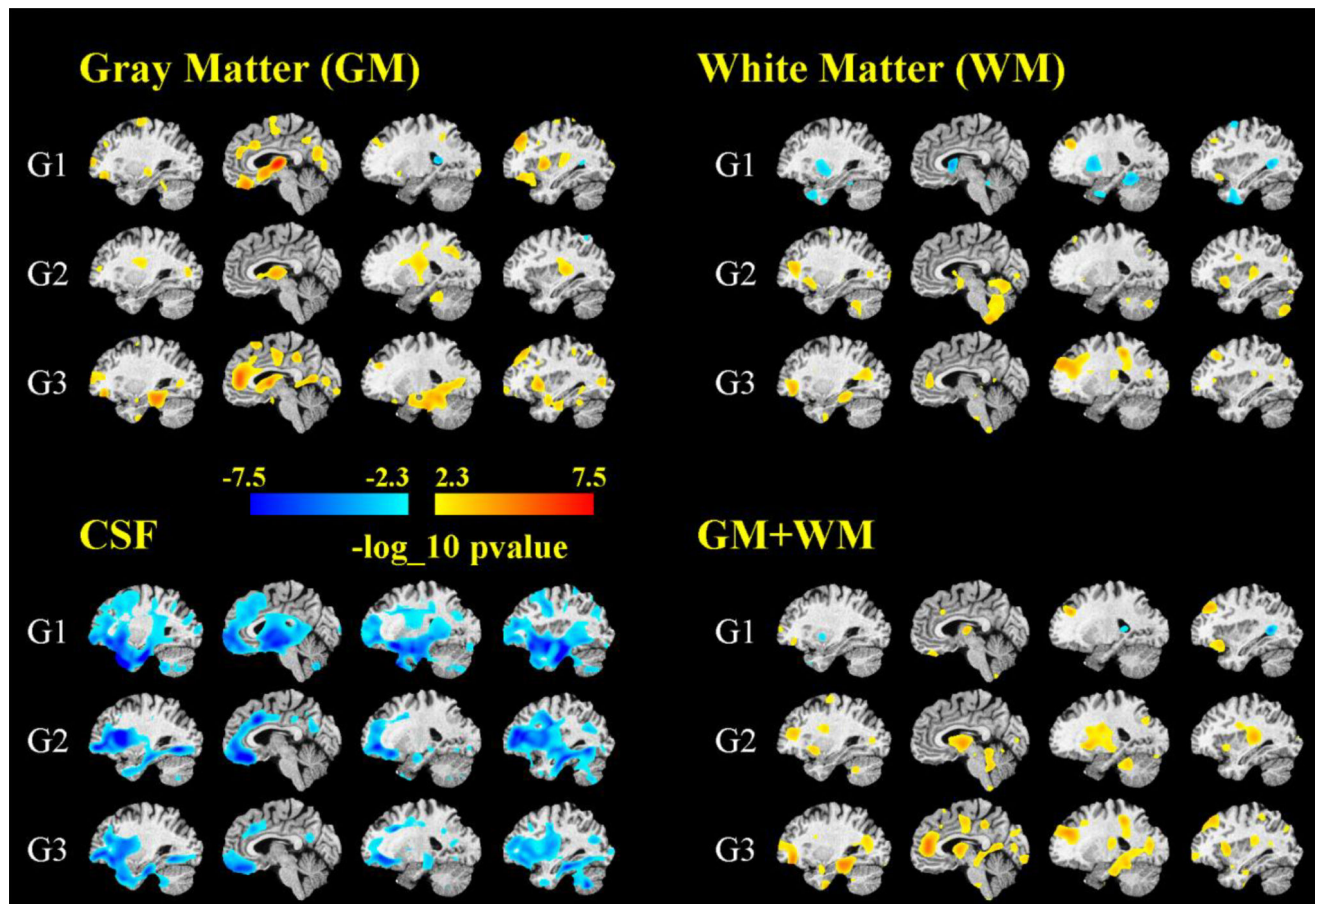 Gray Matter (GM)
White Matter (WM)
G1
G1
G2
G2
G3
G3
-7.5 -2.3 2.3 7.5
-log_10 pvalue
CSF
GM+WM
G1
G1
G2
G2
G3
G3